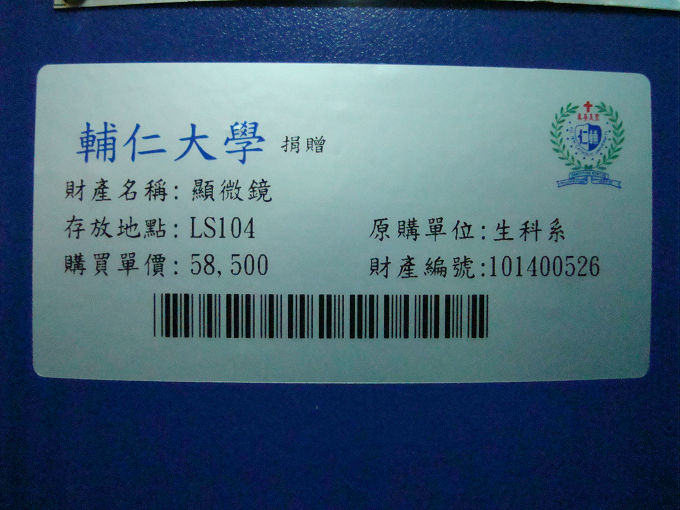 輔仁大學 捐贈
財產名稱: 顯微鏡
存放地點: LS104 原購單位:生科系
購買單價: 58,500 財產編號:101400526